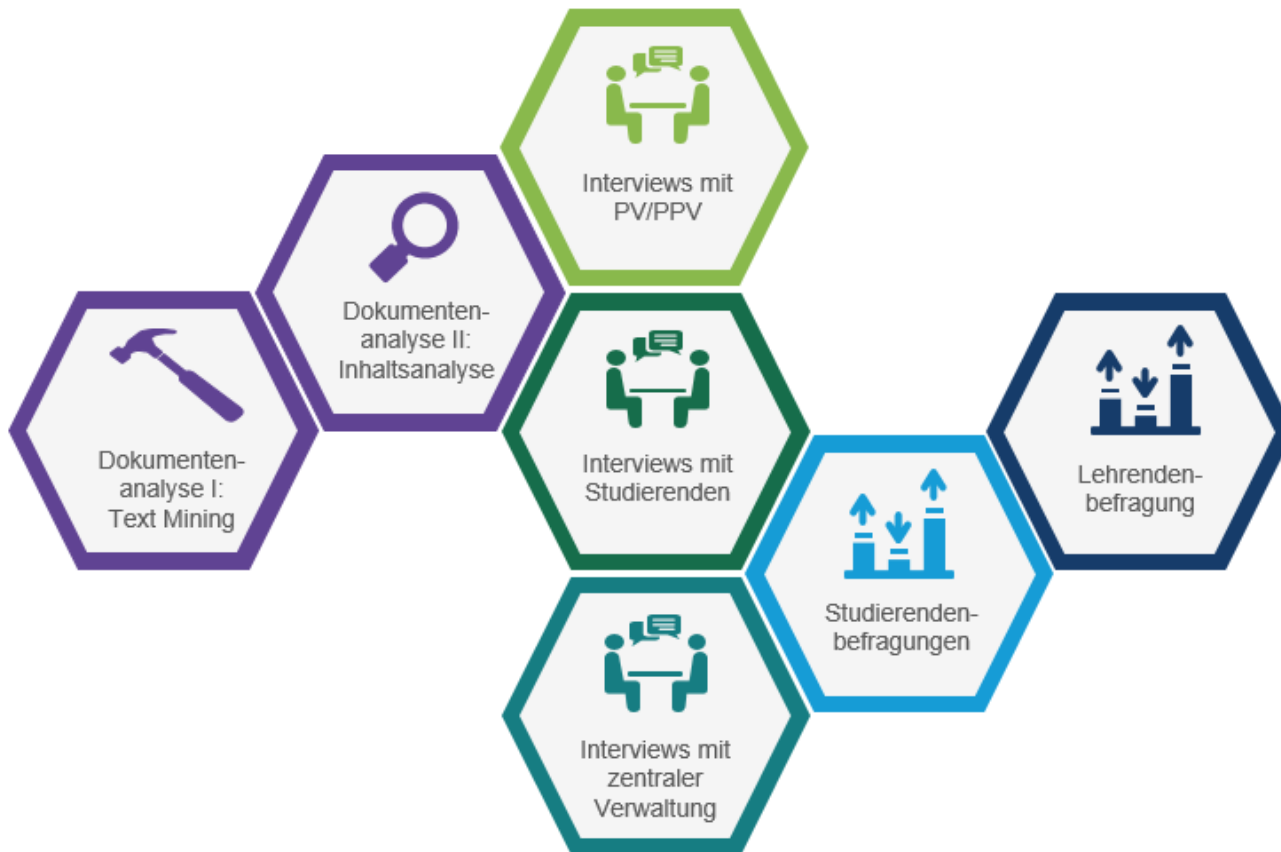 Interviews mit
PV/PPV
Dokumenten-
analyse II:
Inhaltsanalyse
Dokumenten-
analyse I:
Text Mining
Interviews mit
Studierenden
Lehrenden-
befragung
Studierenden-
befragungen
Interviews mit
zentraler
Verwaltung